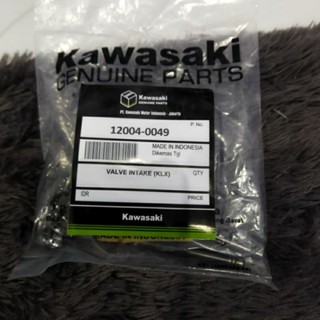 Kawasaki
GENUINE PARTS
Kawasaki
GENUINE PARTS
PT. Kawasaki Motor Indonesia - Jakarta
P. No.
12004-0049
MADE IN INDONESIA
Dikemas Tgl
VALVE INTAKE (KLX)
QTY
IDR
PRICE
Kawasaki